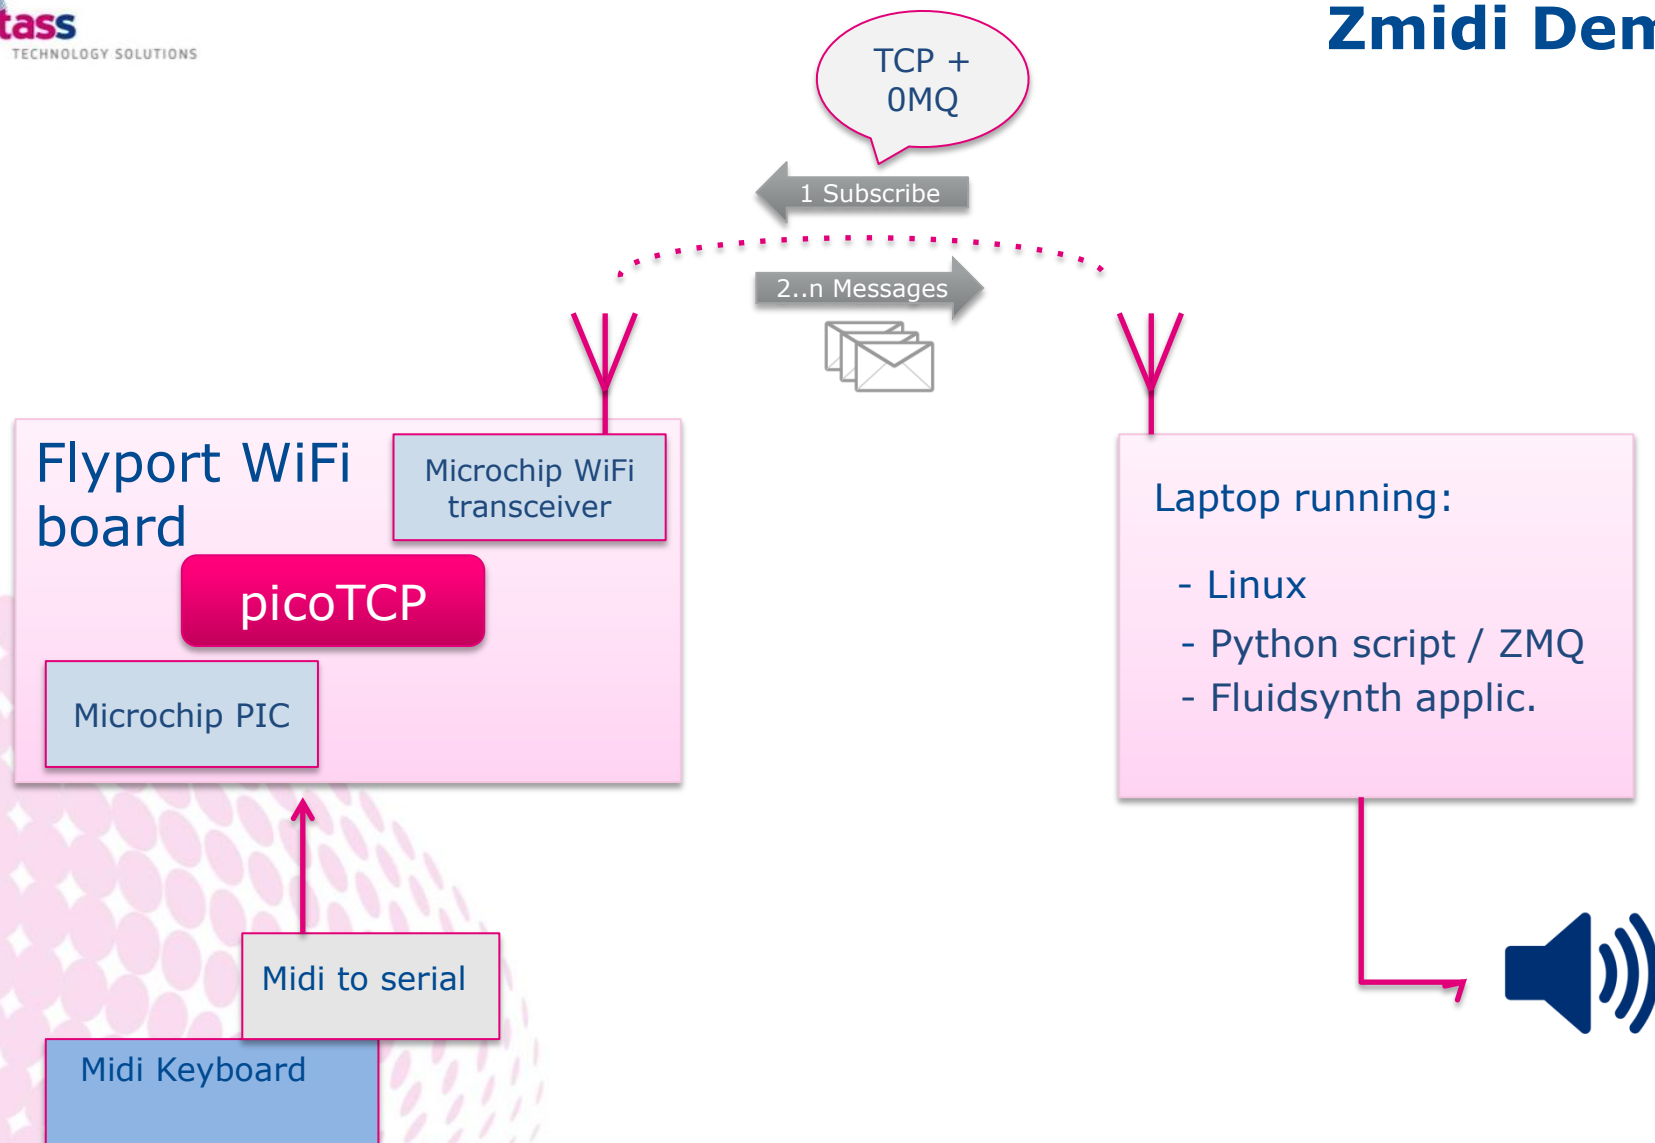 tass
TECHNOLOGY SOLUTIONS
Zmidi Dem
TCP +
0MQ
1 Subscribe
2..n Messages
Flyport WiFi
board
Microchip WiFi
transceiver
picoTCP
Microchip PIC
Laptop running:
- Linux
- Python script / ZMQ
- Fluidsynth applic.
Midi to serial
Midi Keyboard